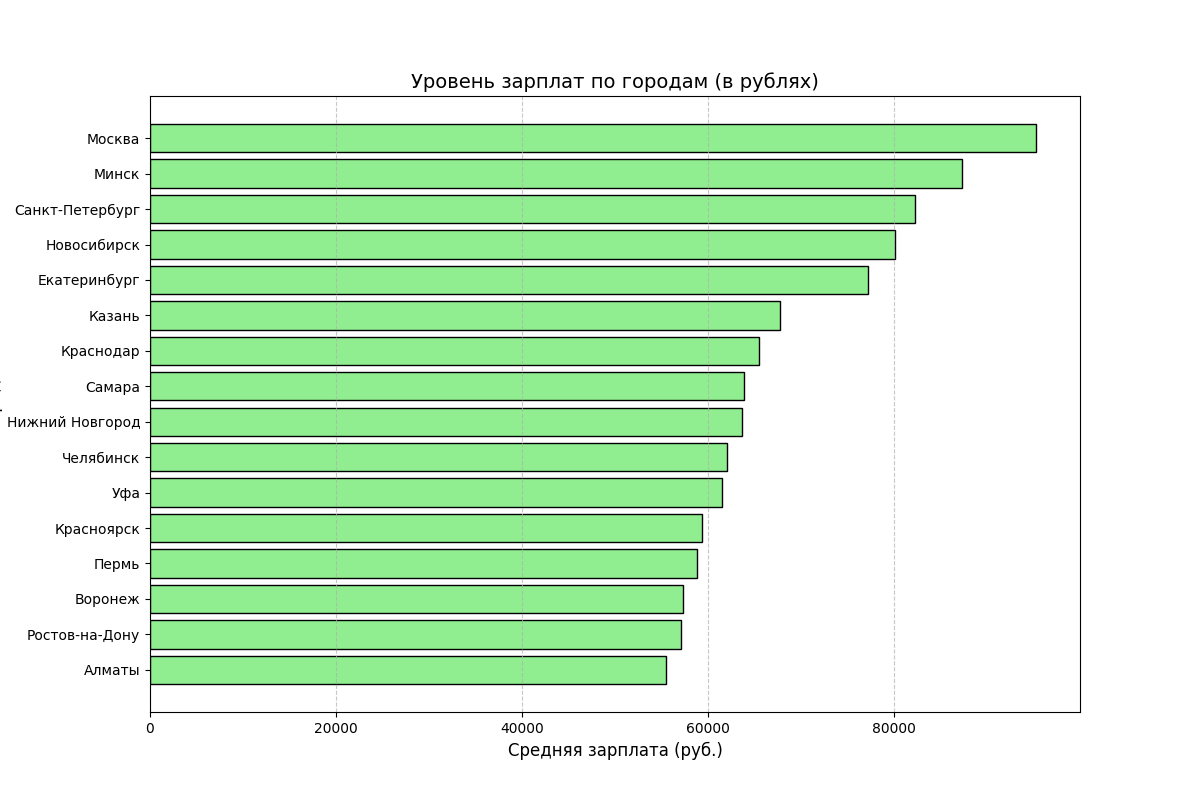 Уровень зарплат по городам (в рублях)
Москва
Минск
Санкт-Петербург
Новосибирск
Екатеринбург
Казань
Краснодар
Самара
Нижний Новгород
Челябинск
Уфа
Красноярск
Пермь
Воронеж
Ростов-на-Дону
Алматы
0 20000 40000 60000 80000
Средняя зарплата (руб.)